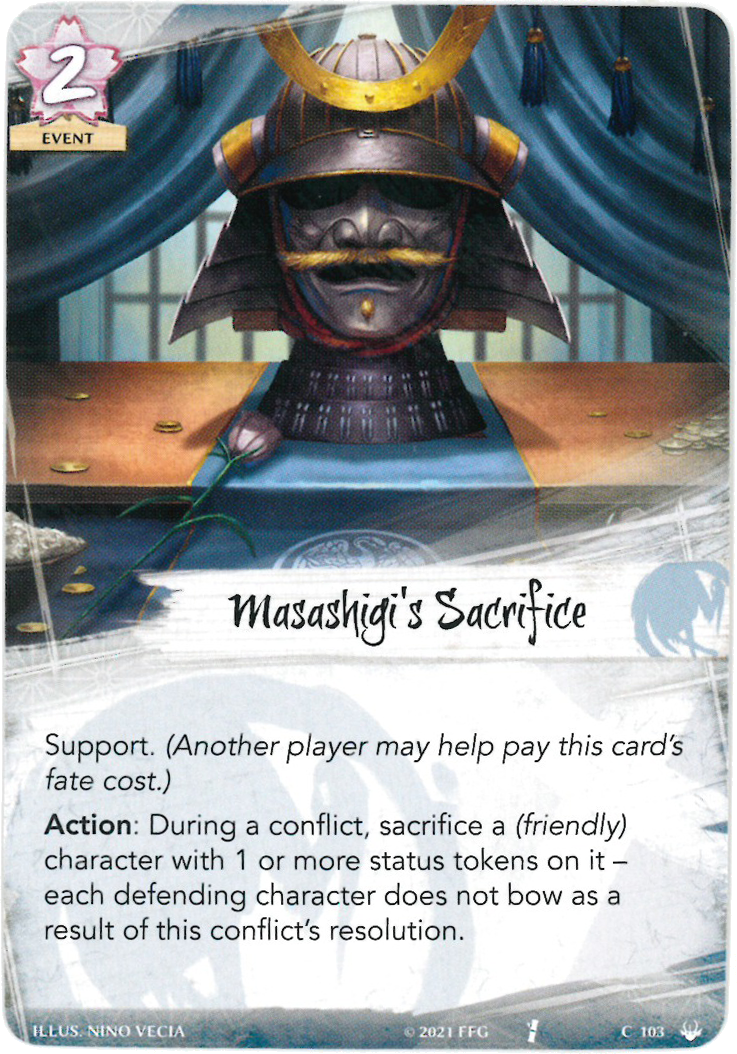 2
EVENT
Masashigi's Sacrifice
Support. (Another player may help pay this card's
fate cost.)
Action: During a conflict, sacrifice a (friendly)
character with 1 or more status tokens on it –
each defending character does not bow as a
result of this conflict's resolution.
ILLUS. NINO VECIA © 2021 FFG C 103